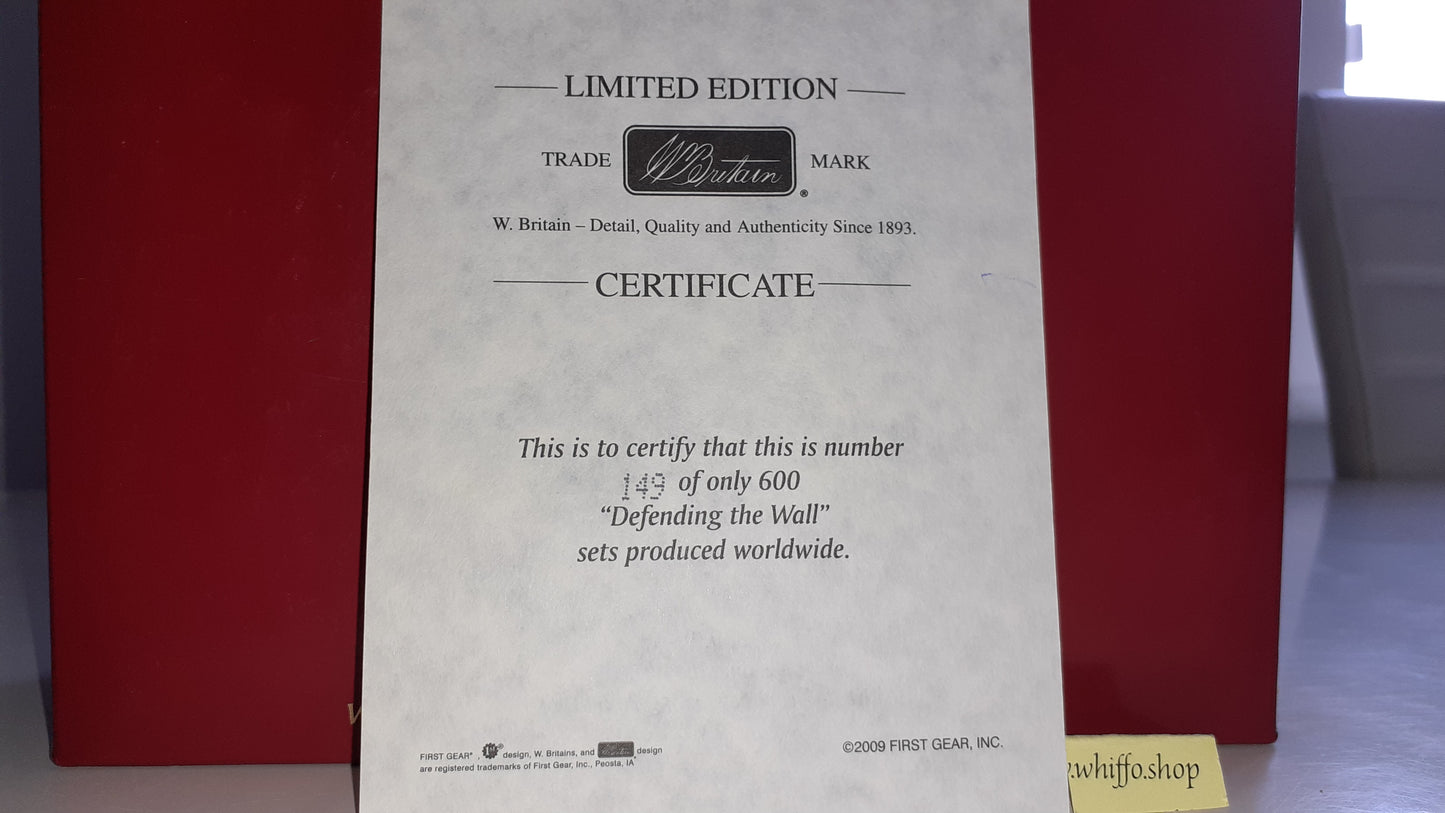 LIMITED EDITION
TRADE W Britain MARK
®
W. Britain – Detail, Quality and Authenticity Since 1893.
CERTIFICATE
This is to certify that this is number
149 of only 600
“Defending the Wall”
sets produced worldwide.
FIRST GEAR®, 1st® design, W. Britains, and W Britain design
are registered trademarks of First Gear, Inc., Peosta, IA
©2009 FIRST GEAR, INC.
.whiffo.shop